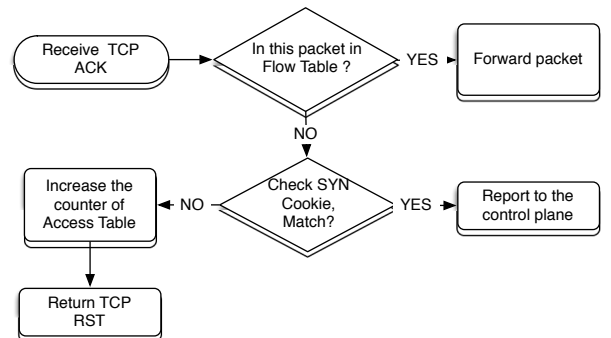 Receive TCP
ACK
In this packet in
Flow Table ?
YES
Forward packet
NO
Check SYN
Cookie,
Match?
YES
Report to the
control plane
NO
Increase the
counter of
Access Table
Return TCP
RST